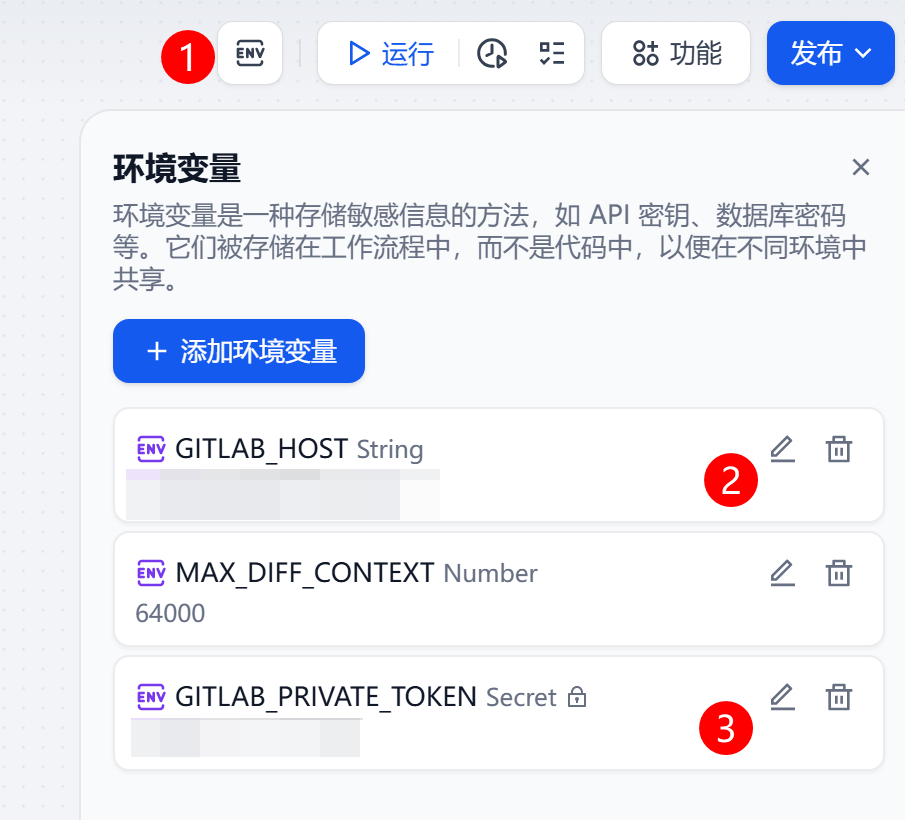 1 ENV 运行 功能 发布
环境变量
环境变量是一种存储敏感信息的方法，如 API 密钥、数据库密码
等。它们被存储在工作流程中，而不是代码中，以便在不同环境中
共享。
+ 添加环境变量
ENV GITLAB_HOST String
2
ENV MAX_DIFF_CONTEXT Number
64000
ENV GITLAB_PRIVATE_TOKEN Secret
3